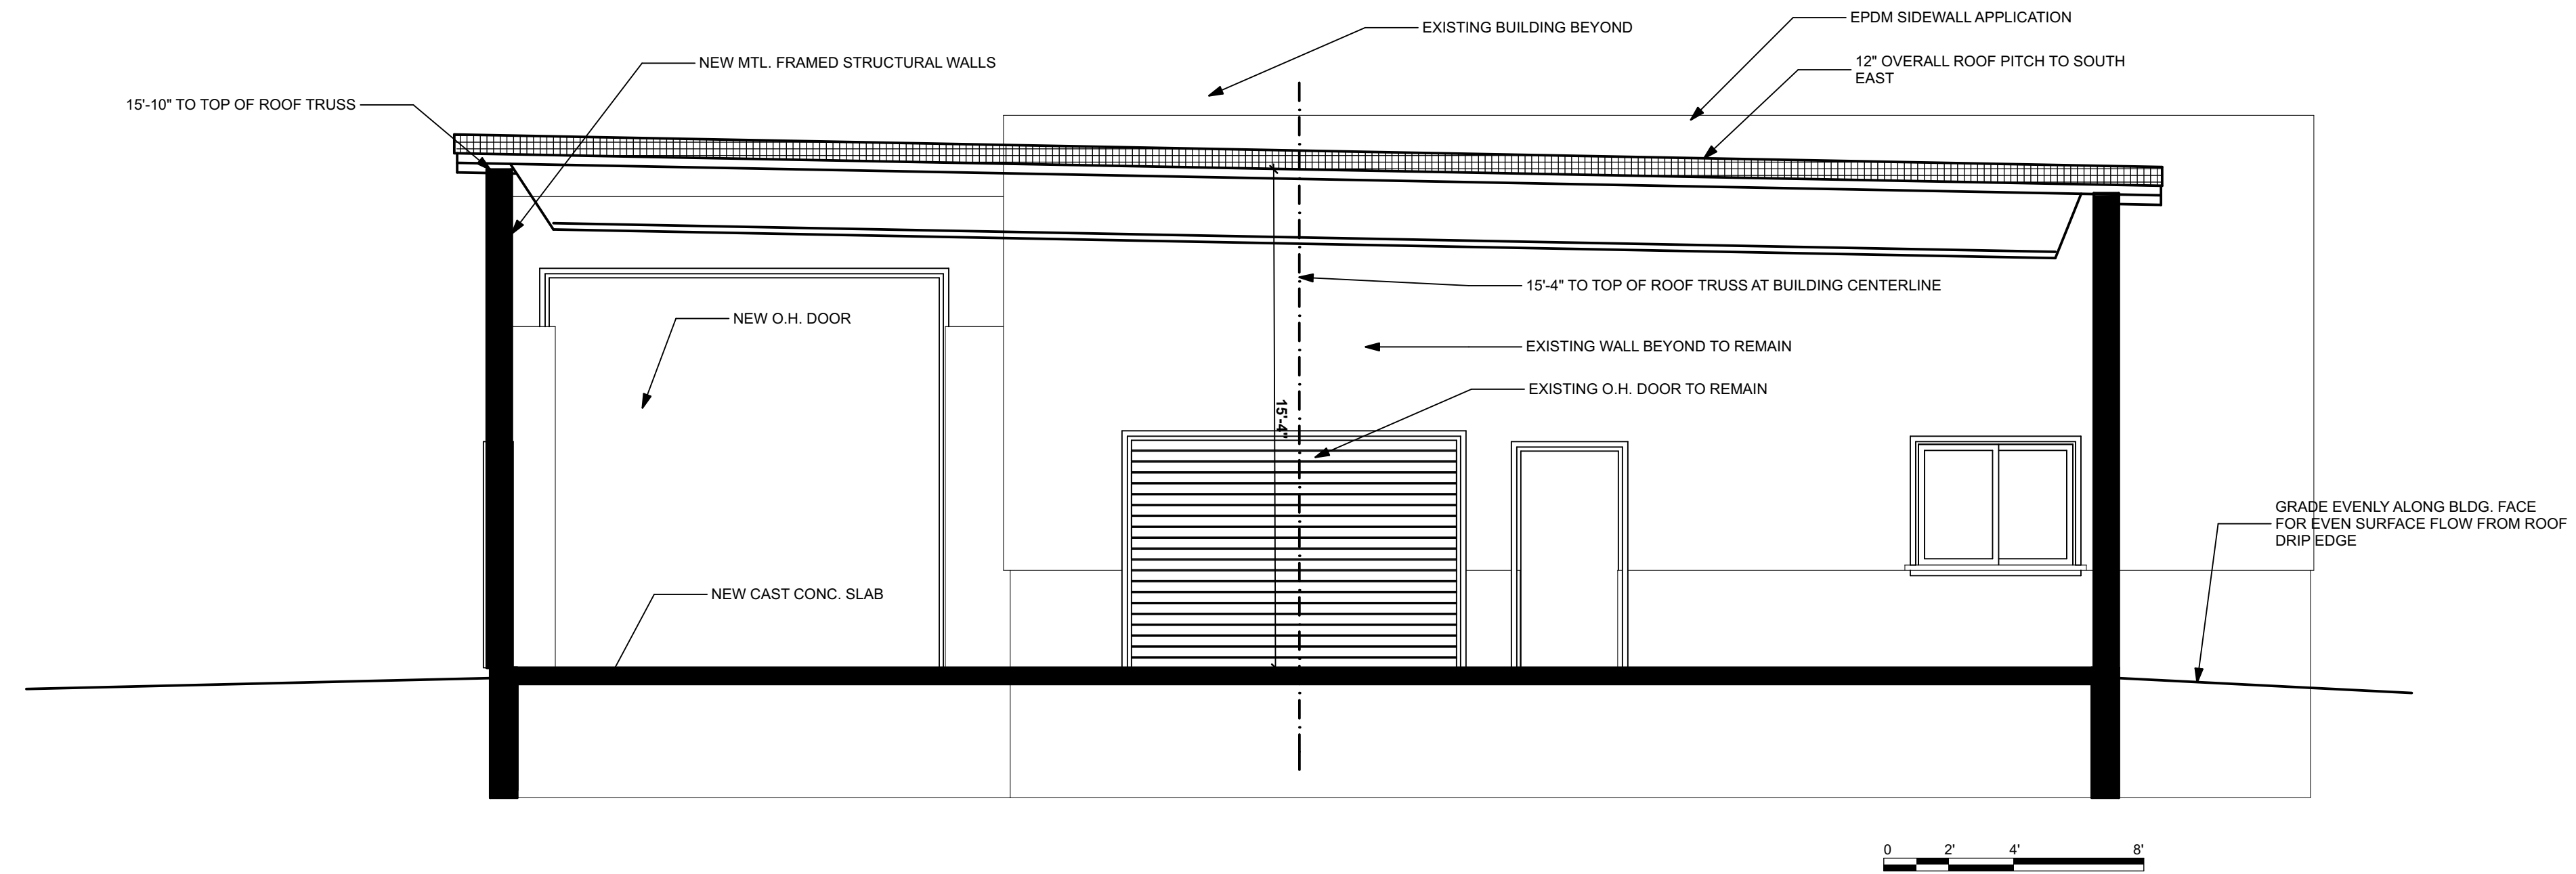 EPDM SIDEWALL APPLICATION
EXISTING BUILDING BEYOND
NEW MTL. FRAMED STRUCTURAL WALLS
12" OVERALL ROOF PITCH TO SOUTH
EAST
15'-10" TO TOP OF ROOF TRUSS
15'-4" TO TOP OF ROOF TRUSS AT BUILDING CENTERLINE
NEW O.H. DOOR
EXISTING WALL BEYOND TO REMAIN
EXISTING O.H. DOOR TO REMAIN
15'-4"
GRADE EVENLY ALONG BLDG. FACE
FOR EVEN SURFACE FLOW FROM ROOF
DRIP EDGE
NEW CAST CONC. SLAB
0 2' 4' 8'